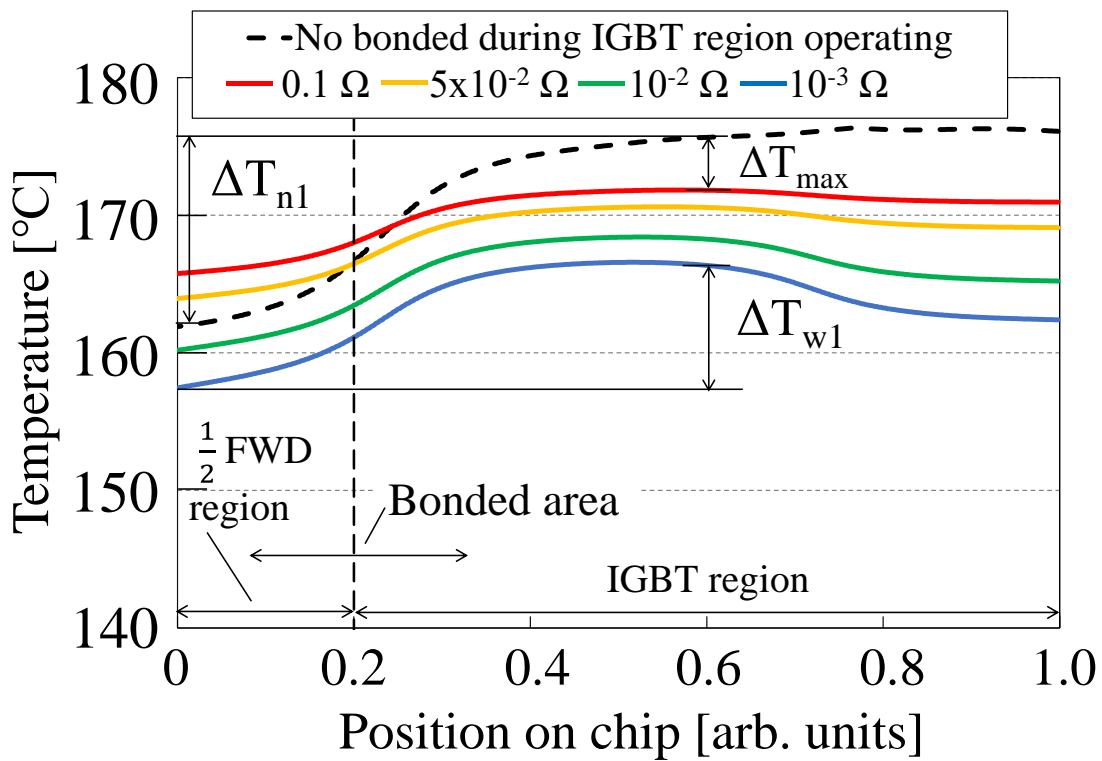 No bonded during IGBT region operating
0.1 Ω 5x10⁻² Ω 10⁻² Ω 10⁻³ Ω
180
170
160
150
140
Temperature [°C]
ΔTn1
ΔTmax
ΔTw1
½ FWD
region
Bonded area
IGBT region
0 0.2 0.4 0.6 0.8 1.0
Position on chip [arb. units]